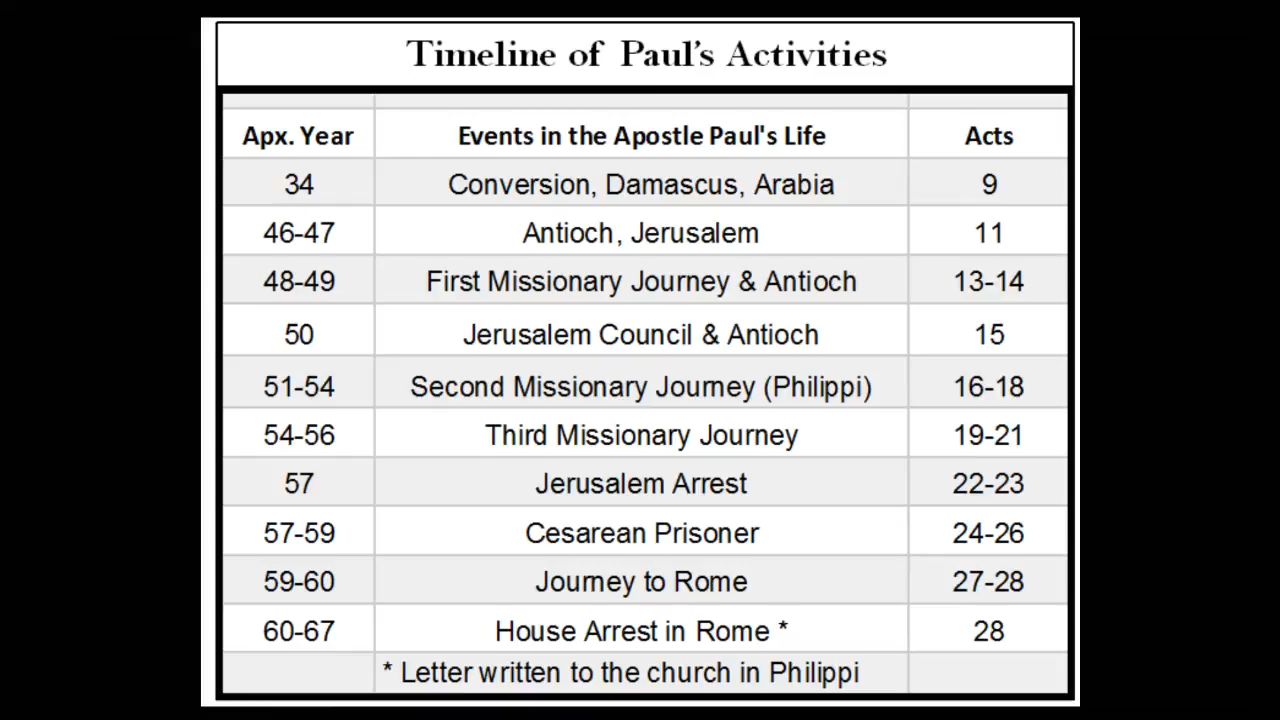 Timeline of Paul's Activities
Apx. Year Events in the Apostle Paul's Life Acts
34 Conversion, Damascus, Arabia 9
46-47 Antioch, Jerusalem 11
48-49 First Missionary Journey & Antioch 13-14
50 Jerusalem Council & Antioch 15
51-54 Second Missionary Journey (Philippi) 16-18
54-56 Third Missionary Journey 19-21
57 Jerusalem Arrest 22-23
57-59 Cesarean Prisoner 24-26
59-60 Journey to Rome 27-28
60-67 House Arrest in Rome * 28
* Letter written to the church in Philippi